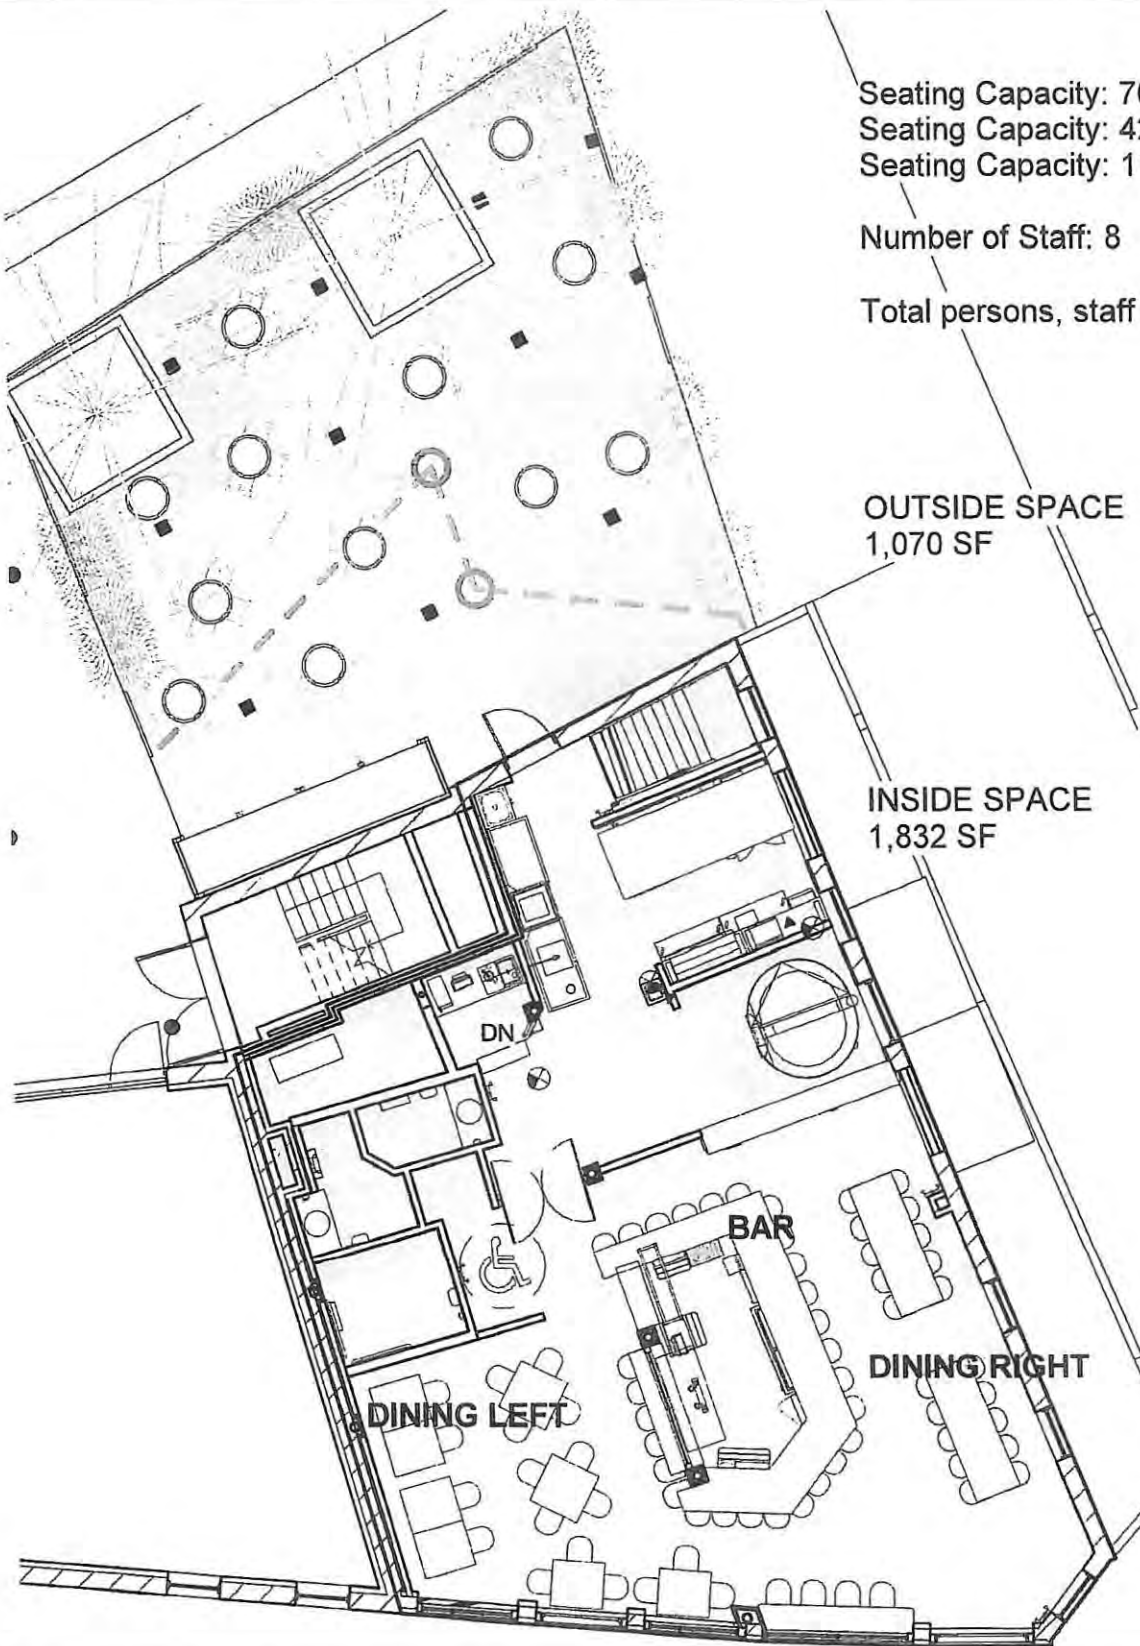 Seating Capacity:
Seating Capacity:
Seating Capacity:
Number of Staff: 8
Total persons, staff
OUTSIDE SPACE
1,070 SF
INSIDE SPACE
1,832 SF
DN
BAR
DINING RIGHT
DINING LEFT